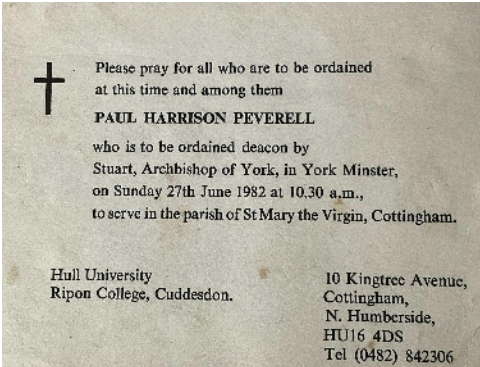 Please pray for all who are to be ordained
at this time and among them
PAUL HARRISON PEVERELL
who is to be ordained deacon by
Stuart, Archbishop of York, in York Minster,
on Sunday 27th June 1982 at 10.30 a.m.,
to serve in the parish of St Mary the Virgin, Cottingham.
Hull University
Ripon College, Cuddesdon.
10 Kingtree Avenue,
Cottingham,
N. Humberside,
HU16 4DS
Tel (0482) 842306